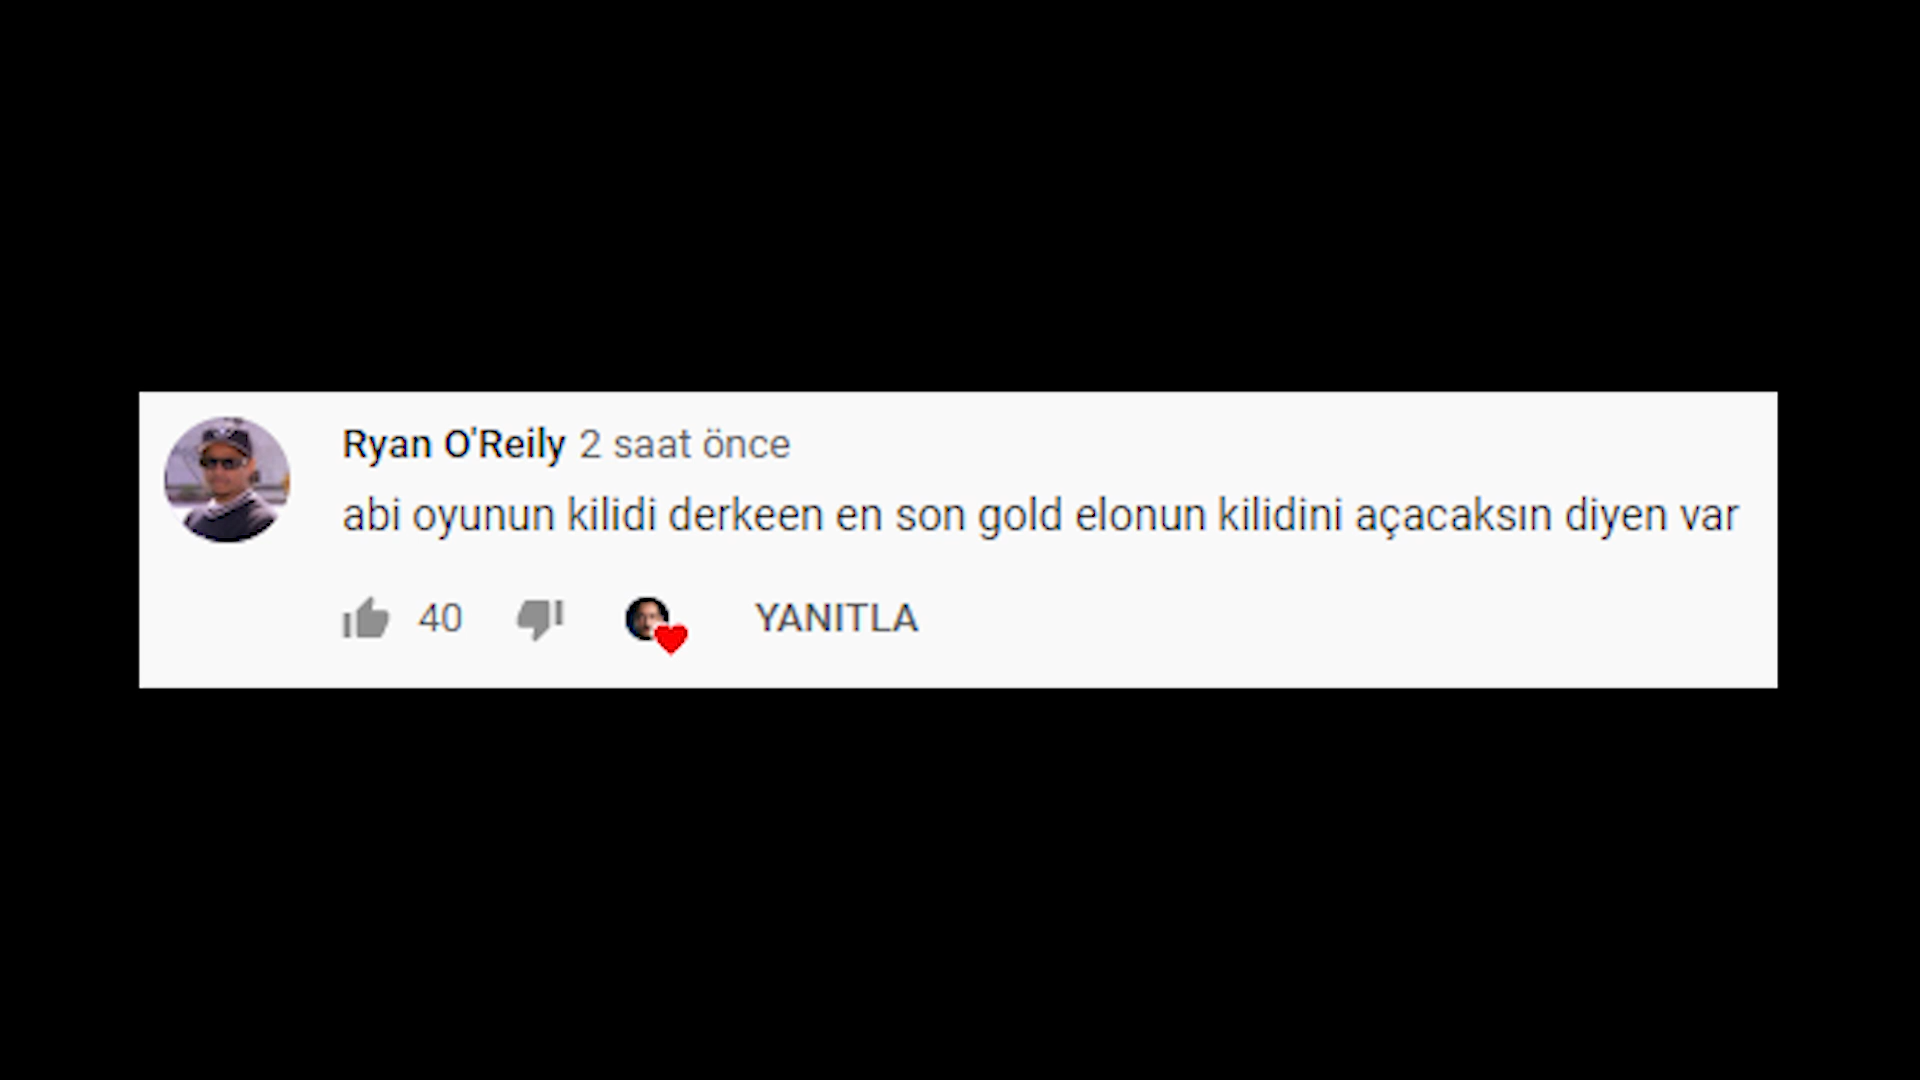 Ryan O'Reily 2 saat önce
abi oyunun kilidi derkeen en son gold elonun kilidini açacaksın diyen var
40 YANITLA